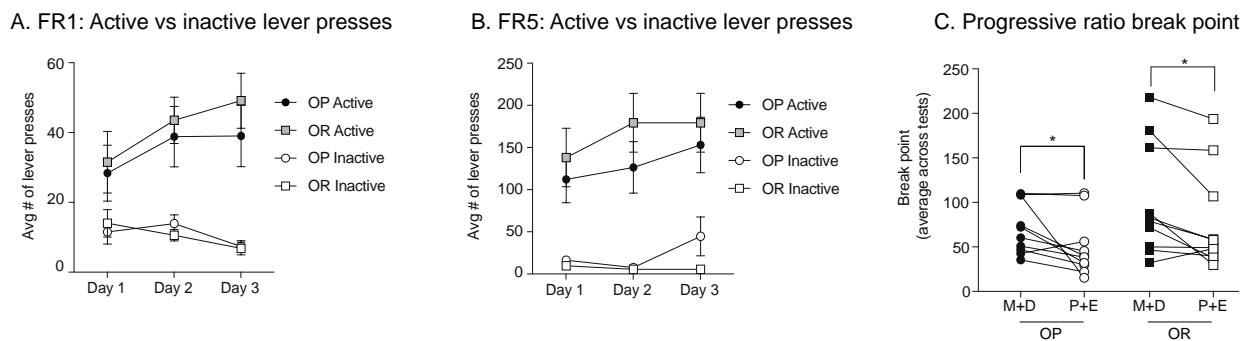 A. FR1: Active vs inactive lever presses
Avg # of lever presses
60
40
20
0
Day 1
Day 2
Day 3
OP Active
OR Active
OP Inactive
OR Inactive
B. FR5: Active vs inactive lever presses
Avg # of lever presses
250
200
150
100
50
0
Day 1
Day 2
Day 3
OP Active
OR Active
OP Inactive
OR Inactive
C. Progressive ratio break point
Break point
(average across tests)
250
200
150
100
50
0
*
*
M+D
P+E
M+D
P+E
OP
OR